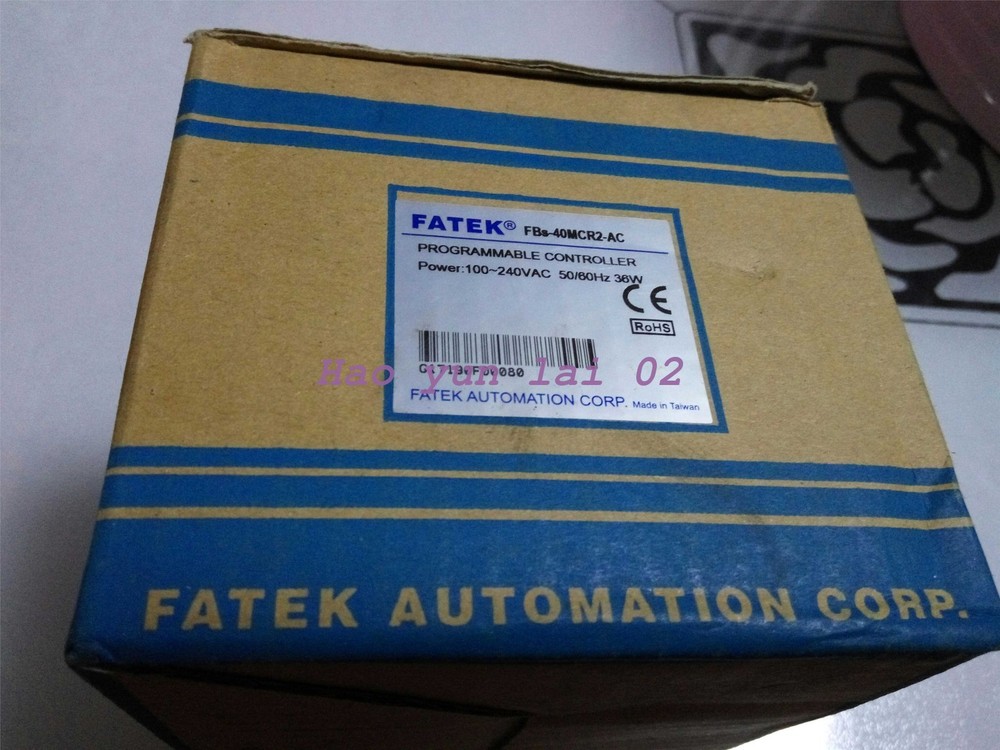 FATEK® FBs-40MCR2-AC
PROGRAMMABLE CONTROLLER
Power:100~240VAC 50/60Hz 36W
CE
RoHS
Hao yun lai 02
FATEK AUTOMATION CORP. Made in Taiwan
FATEK AUTOMATION CORP.